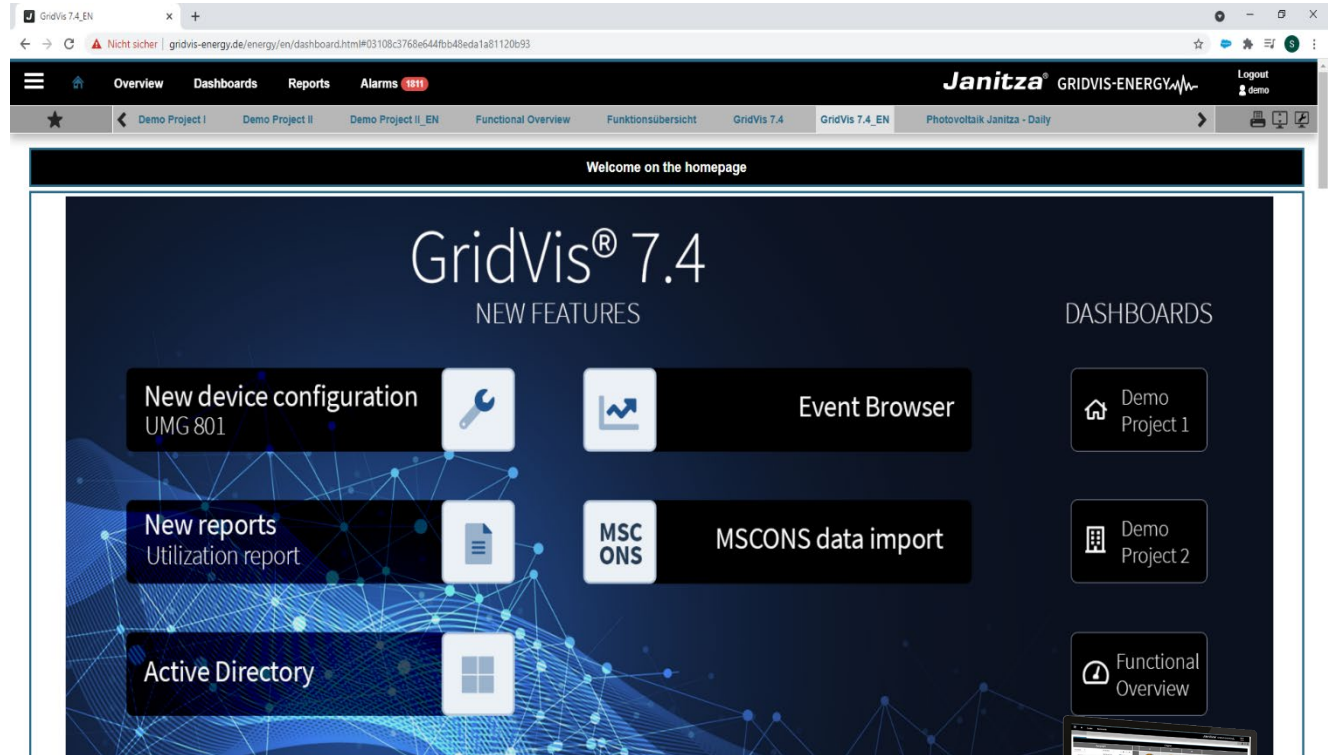 GridVis 7.4_EN
Nicht sicher | gridvis-energy.de/energy/en/dashboard.html#03108c3768e644fbb48eda1a81120b93
S
Overview Dashboards Reports Alarms 1811
Janitza® GRIDVIS-ENERGY
Logout
demo
Demo Project I Demo Project II Demo Project II_EN Functional Overview Funktionsübersicht GridVis 7.4 GridVis 7.4_EN Photovoltaik Janitza - Daily
Welcome on the homepage
GridVis® 7.4
NEW FEATURES
DASHBOARDS
New device configuration
UMG 801
Event Browser
Demo
Project 1
New reports
Utilization report
MSC
CONS
MSCONS data import
Demo
Project 2
Active Directory
Functional
Overview